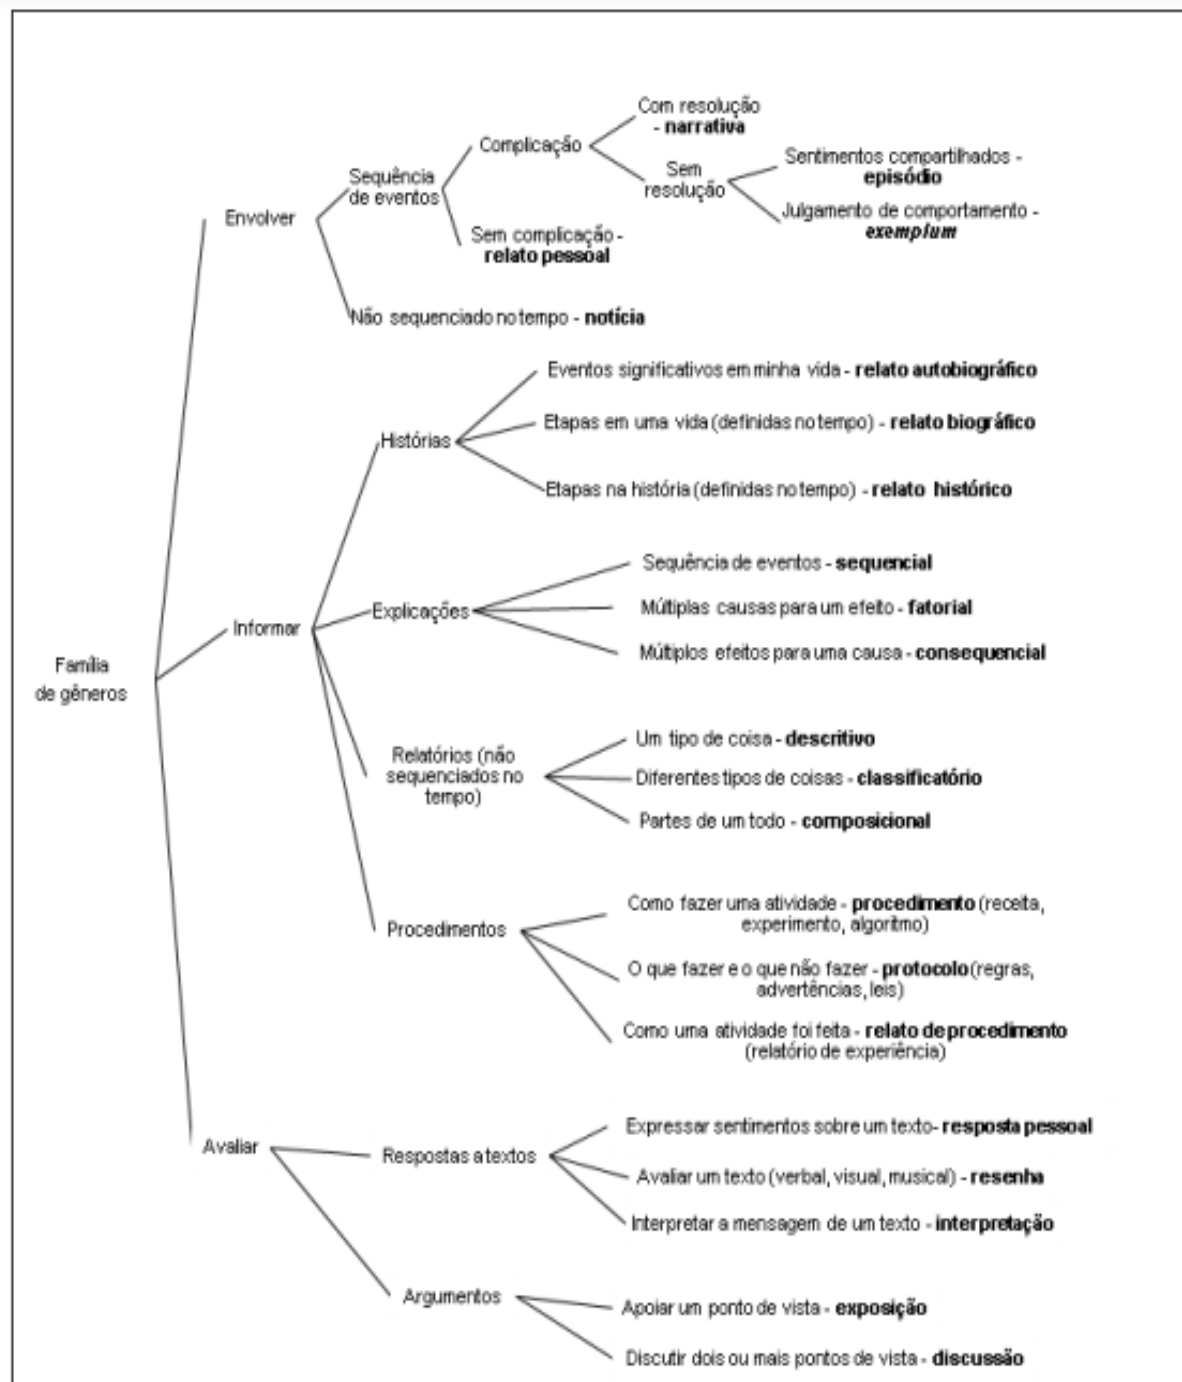 Com resolução
- narrativa
Complicação
Sem
resolução
Sentimentos compartilhados -
episódio
Julgamento de comportamento -
exemplum
Sequência
de eventos
Sem complicação -
relato pessoal
Envolver
Não sequenciado no tempo - notícia
Eventos significativos em minha vida - relato autobiográfico
Etapas em uma vida (definidas no tempo) - relato biográfico
Histórias
Etapas na história (definidas no tempo) - relato histórico
Sequência de eventos - sequencial
Explicações
Múltiplas causas para um efeito - fatorial
Informar
Múltiplos efeitos para uma causa - consequencial
Família
de gêneros
Relatórios (não
sequenciados no
tempo)
Um tipo de coisa - descritivo
Diferentes tipos de coisas - classificatório
Partes de um todo - composicional
Procedimentos
Como fazer uma atividade - procedimento (receita,
experimento, algoritmo)
O que fazer e o que não fazer - protocolo (regras,
advertências, leis)
Como uma atividade foi feita - relato de procedimento
(relatório de experiência)
Avaliar
Respostas a textos
Expressar sentimentos sobre um texto- resposta pessoal
Avaliar um texto (verbal, visual, musical) - resenha
Interpretar a mensagem de um texto - interpretação
Argumentos
Apoiar um ponto de vista - exposição
Discutir dois ou mais pontos de vista - discussão